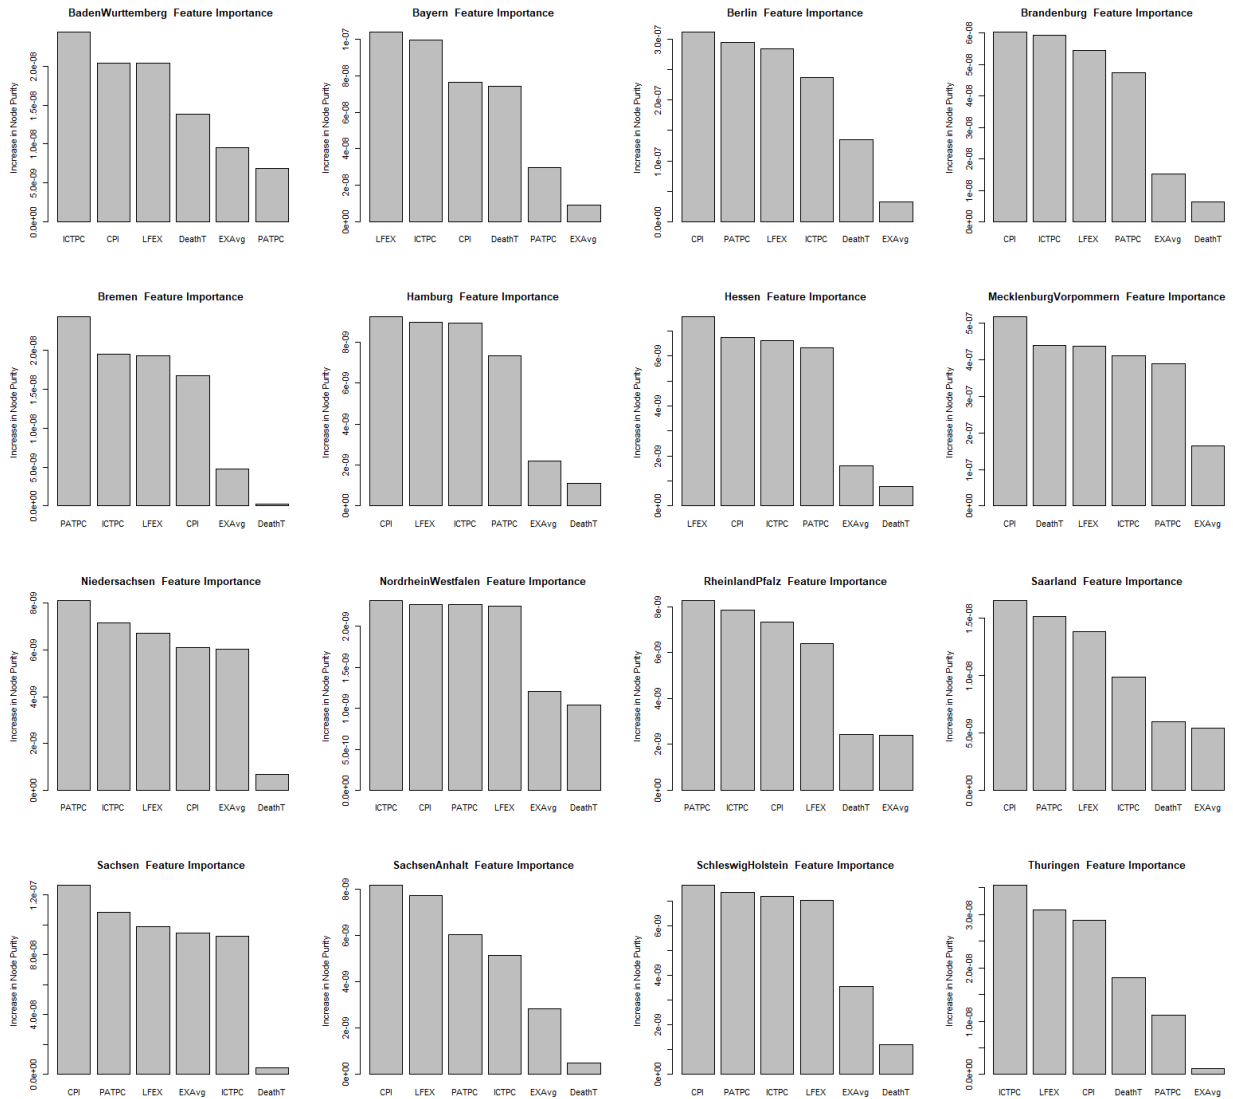 BadenWurttemberg Feature Importance
Increase in Node Purity
0.0e+00 5.0e-09 1.0e-08 1.5e-08 2.0e-08
ICTPC CPI LFEX DeathT EXAvg PATPC
Bayern Feature Importance
Increase in Node Purity
0e+00 2e-08 4e-08 6e-08 8e-08 1e-07
LFEX ICTPC CPI DeathT PATPC EXAvg
Berlin Feature Importance
Increase in Node Purity
0.0e+00 1.0e-07 2.0e-07 3.0e-07
CPI PATPC LFEX ICTPC DeathT EXAvg
Brandenburg Feature Importance
Increase in Node Purity
0e+00 1e-08 2e-08 3e-08 4e-08 5e-08 6e-08
CPI ICTPC LFEX PATPC EXAvg DeathT
Bremen Feature Importance
Increase in Node Purity
0.0e+00 5.0e-09 1.0e-08 1.5e-08 2.0e-08
PATPC ICTPC LFEX CPI EXAvg DeathT
Hamburg Feature Importance
Increase in Node Purity
0e+00 2e-09 4e-09 6e-09 8e-09
CPI LFEX ICTPC PATPC EXAvg DeathT
Hessen Feature Importance
Increase in Node Purity
0e+00 2e-09 4e-09 6e-09
LFEX CPI ICTPC PATPC EXAvg DeathT
MecklenburgVorpommern Feature Importance
Increase in Node Purity
0e+00 1e-07 2e-07 3e-07 4e-07 5e-07
CPI DeathT LFEX ICTPC PATPC EXAvg
Niedersachsen Feature Importance
Increase in Node Purity
0e+00 2e-09 4e-09 6e-09 8e-09
PATPC ICTPC LFEX CPI EXAvg DeathT
NordrheinWestfalen Feature Importance
Increase in Node Purity
0.0e+00 5.0e-10 1.0e-09 1.5e-09 2.0e-09
ICTPC CPI PATPC LFEX EXAvg DeathT
RheinlandPfalz Feature Importance
Increase in Node Purity
0e+00 2e-09 4e-09 6e-09 8e-09
PATPC ICTPC CPI LFEX DeathT EXAvg
Saarland Feature Importance
Increase in Node Purity
0.0e+00 5.0e-09 1.0e-08 1.5e-08
CPI PATPC LFEX ICTPC DeathT EXAvg
Sachsen Feature Importance
Increase in Node Purity
0.0e+00 4.0e-08 8.0e-08 1.2e-07
CPI PATPC LFEX EXAvg ICTPC DeathT
SachsenAnhalt Feature Importance
Increase in Node Purity
0e+00 2e-09 4e-09 6e-09 8e-09
CPI LFEX PATPC ICTPC EXAvg DeathT
SchleswigHolstein Feature Importance
Increase in Node Purity
0e+00 2e-09 4e-09 6e-09
CPI PATPC ICTPC LFEX EXAvg DeathT
Thuringen Feature Importance
Increase in Node Purity
0.0e+00 1.0e-08 2.0e-08 3.0e-08
ICTPC LFEX CPI DeathT PATPC EXAvg